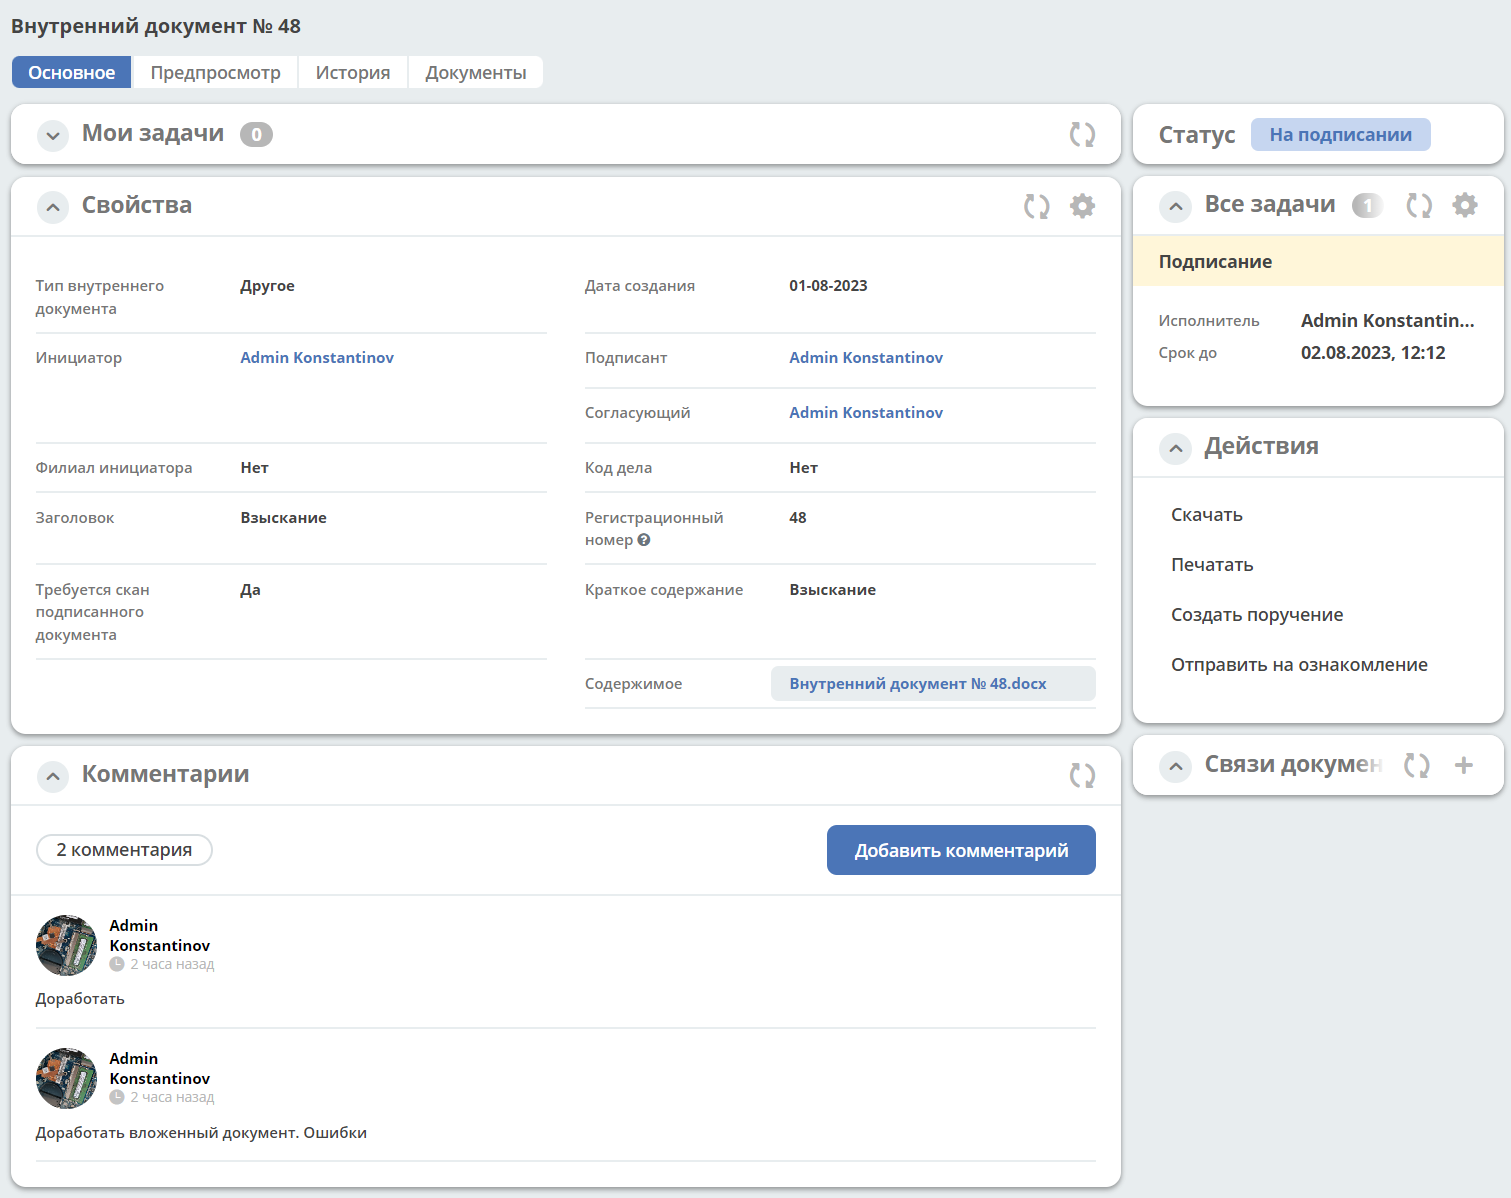 Внутренний документ № 48
Основное
Предпросмотр
История
Документы
Мои задачи 0
Свойства
Тип внутреннего
документа
Другое
Дата создания
01-08-2023
Инициатор
Admin Konstantinov
Подписант
Admin Konstantinov
Согласующий
Admin Konstantinov
Филиал инициатора
Нет
Код дела
Нет
Заголовок
Взыскание
Регистрационный
номер ?
48
Требуется скан
подписанного
документа
Да
Краткое содержание
Взыскание
Содержимое
Внутренний документ № 48.docx
Комментарии
2 комментария
Добавить комментарий
Admin
Konstantinov
2 часа назад
Доработать
Admin
Konstantinov
2 часа назад
Доработать вложенный документ. Ошибки
Статус
На подписании
Все задачи 1
Подписание
Исполнитель
Admin Konstantin...
Срок до
02.08.2023, 12:12
Действия
Скачать
Печатать
Создать поручение
Отправить на ознакомление
Связи докумен